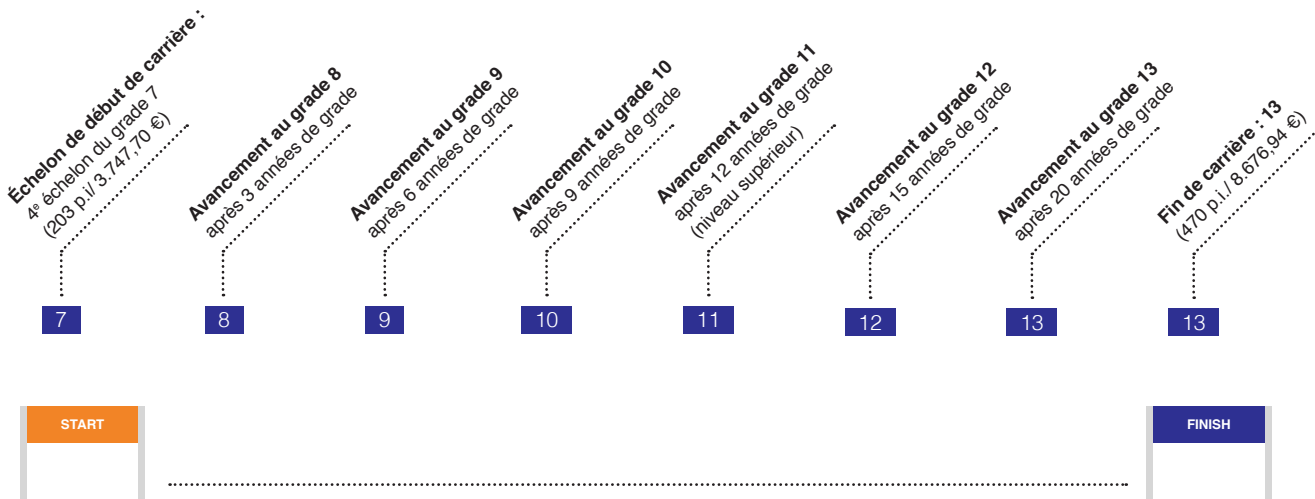 Échelon de début de carrière :
4e échelon du grade 7
(203 p.i/ 3.747,70 €)
7
Avancement au grade 8
après 3 années de grade
8
Avancement au grade 9
après 6 années de grade
9
Avancement au grade 10
après 9 années de grade
10
Avancement au grade 11
après 12 années de grade
(niveau supérieur)
11
Avancement au grade 12
après 15 années de grade
12
Avancement au grade 13
après 20 années de grade
13
Fin de carrière : 13
(470 p.i./ 8.676,94 €)
13
START
FINISH